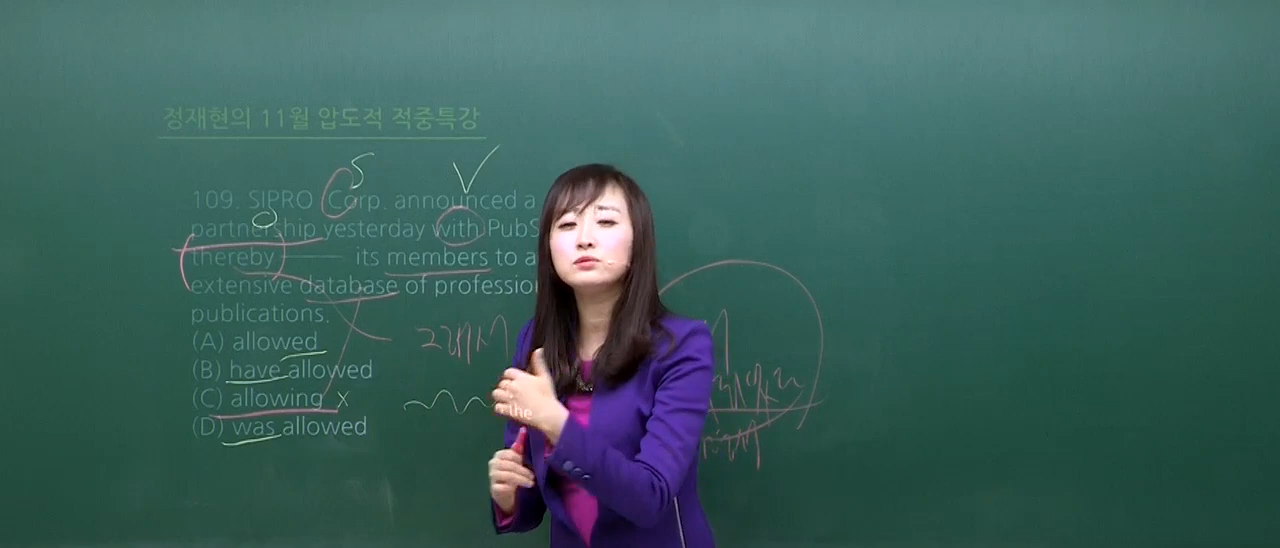 정재현의 11월 압도적 적중특강
S
109. SIPRO Corp. announced a
partnership yesterday with PubS
thereby its members to a
extensive database of professio
publications.
(A) allowed
(B) have allowed
(C) allowing x
(D) was allowed
그래서
the